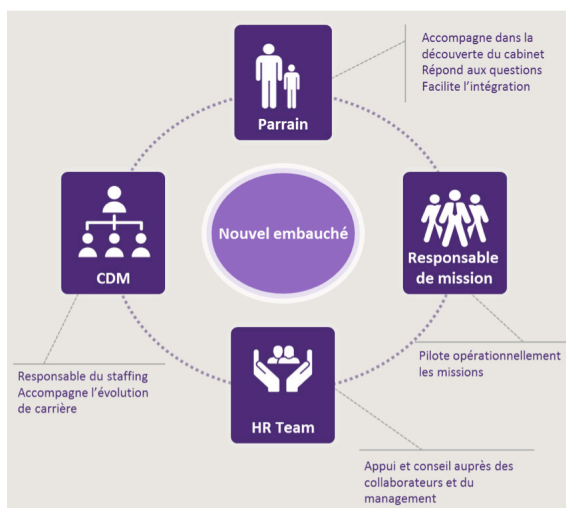 Accompagne dans la
découverte du cabinet
Répond aux questions
Facilite l'intégration
Parrain
Nouvel embauché
CDM
Responsable
de mission
Responsable du staffing
Accompagne l'évolution
de carrière
Pilote opérationnellement
les missions
HR Team
Appui et conseil auprès des
collaborateurs et du
management